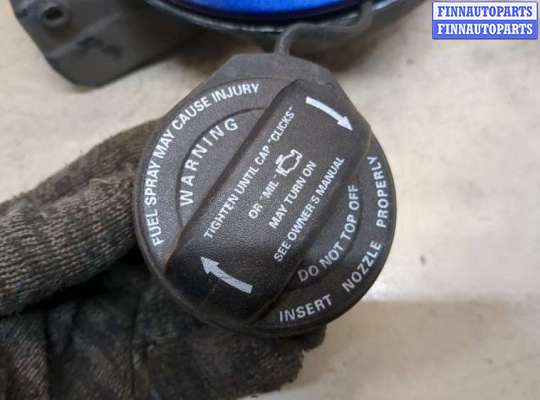 FINNAUTOPARTS
FINNAUTOPARTS
FUEL SPRAY MAY CAUSE INJURY
WARNING
TIGHTEN UNTIL CAP "CLICKS"
OR "MIL"
MAY TURN ON
SEE OWNER'S MANUAL
DO NOT TOP OFF
INSERT NOZZLE PROPERLY